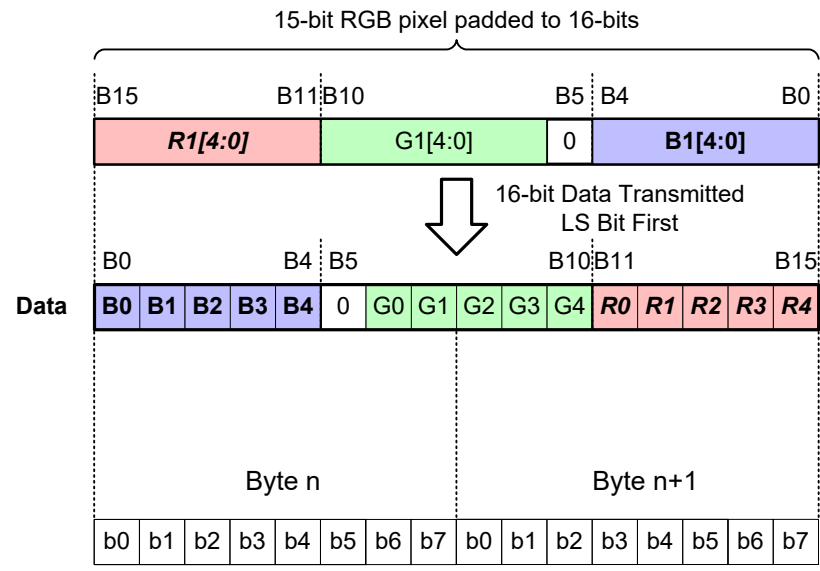 15-bit RGB pixel padded to 16-bits
B15 B11 B10 B5 B4 B0
R1[4:0] G1[4:0] 0 B1[4:0]
16-bit Data Transmitted
LS Bit First
B0 B4 B5 B10 B11 B15
Data B0 B1 B2 B3 B4 0 G0 G1 G2 G3 G4 R0 R1 R2 R3 R4
Byte n Byte n+1
b0 b1 b2 b3 b4 b5 b6 b7 b0 b1 b2 b3 b4 b5 b6 b7